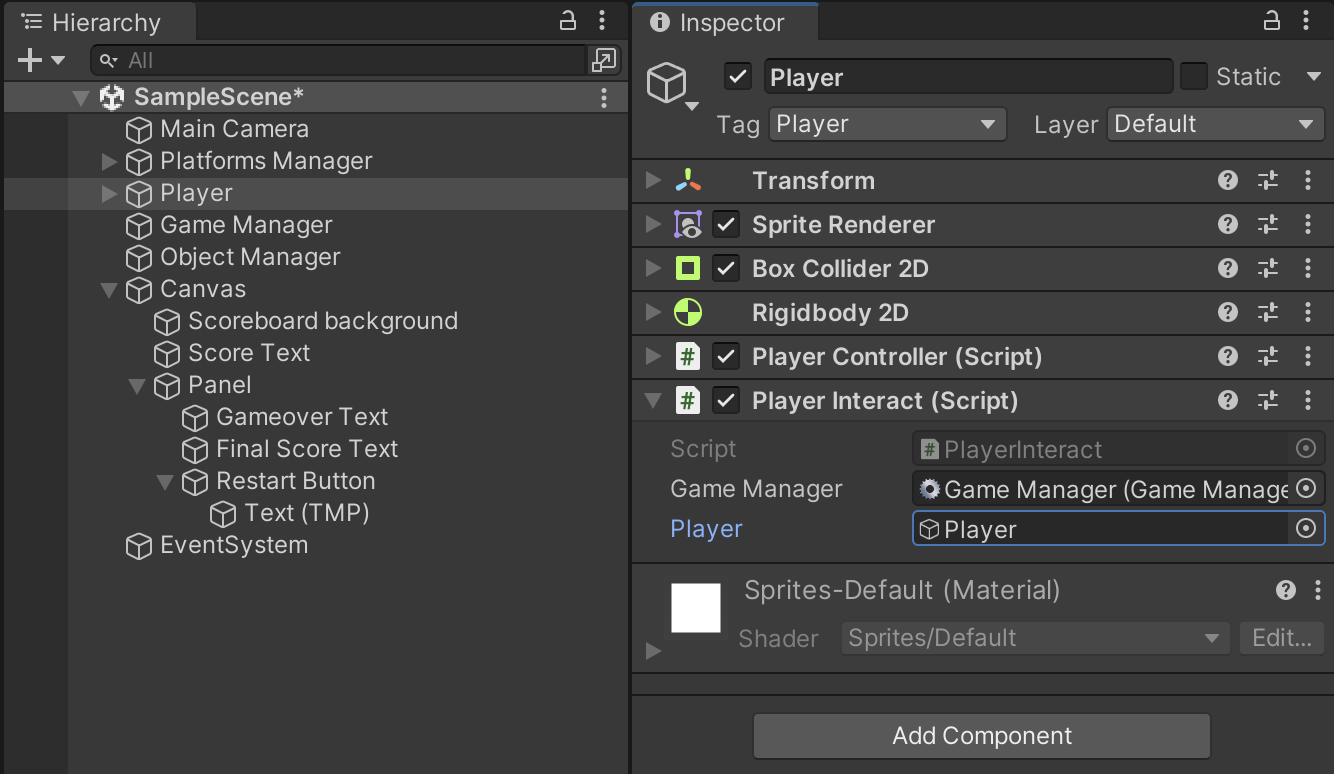 Hierarchy
All
SampleScene*
Main Camera
Platforms Manager
Player
Game Manager
Object Manager
Canvas
Scoreboard background
Score Text
Panel
Gameover Text
Final Score Text
Restart Button
Text (TMP)
EventSystem
Inspector
Player
Static
Tag Player Layer Default
Transform
Sprite Renderer
Box Collider 2D
Rigidbody 2D
# Player Controller (Script)
# Player Interact (Script)
Script # PlayerInteract
Game Manager Game Manager (Game Manage
Player Player
Sprites-Default (Material)
Shader Sprites/Default Edit...
Add Component